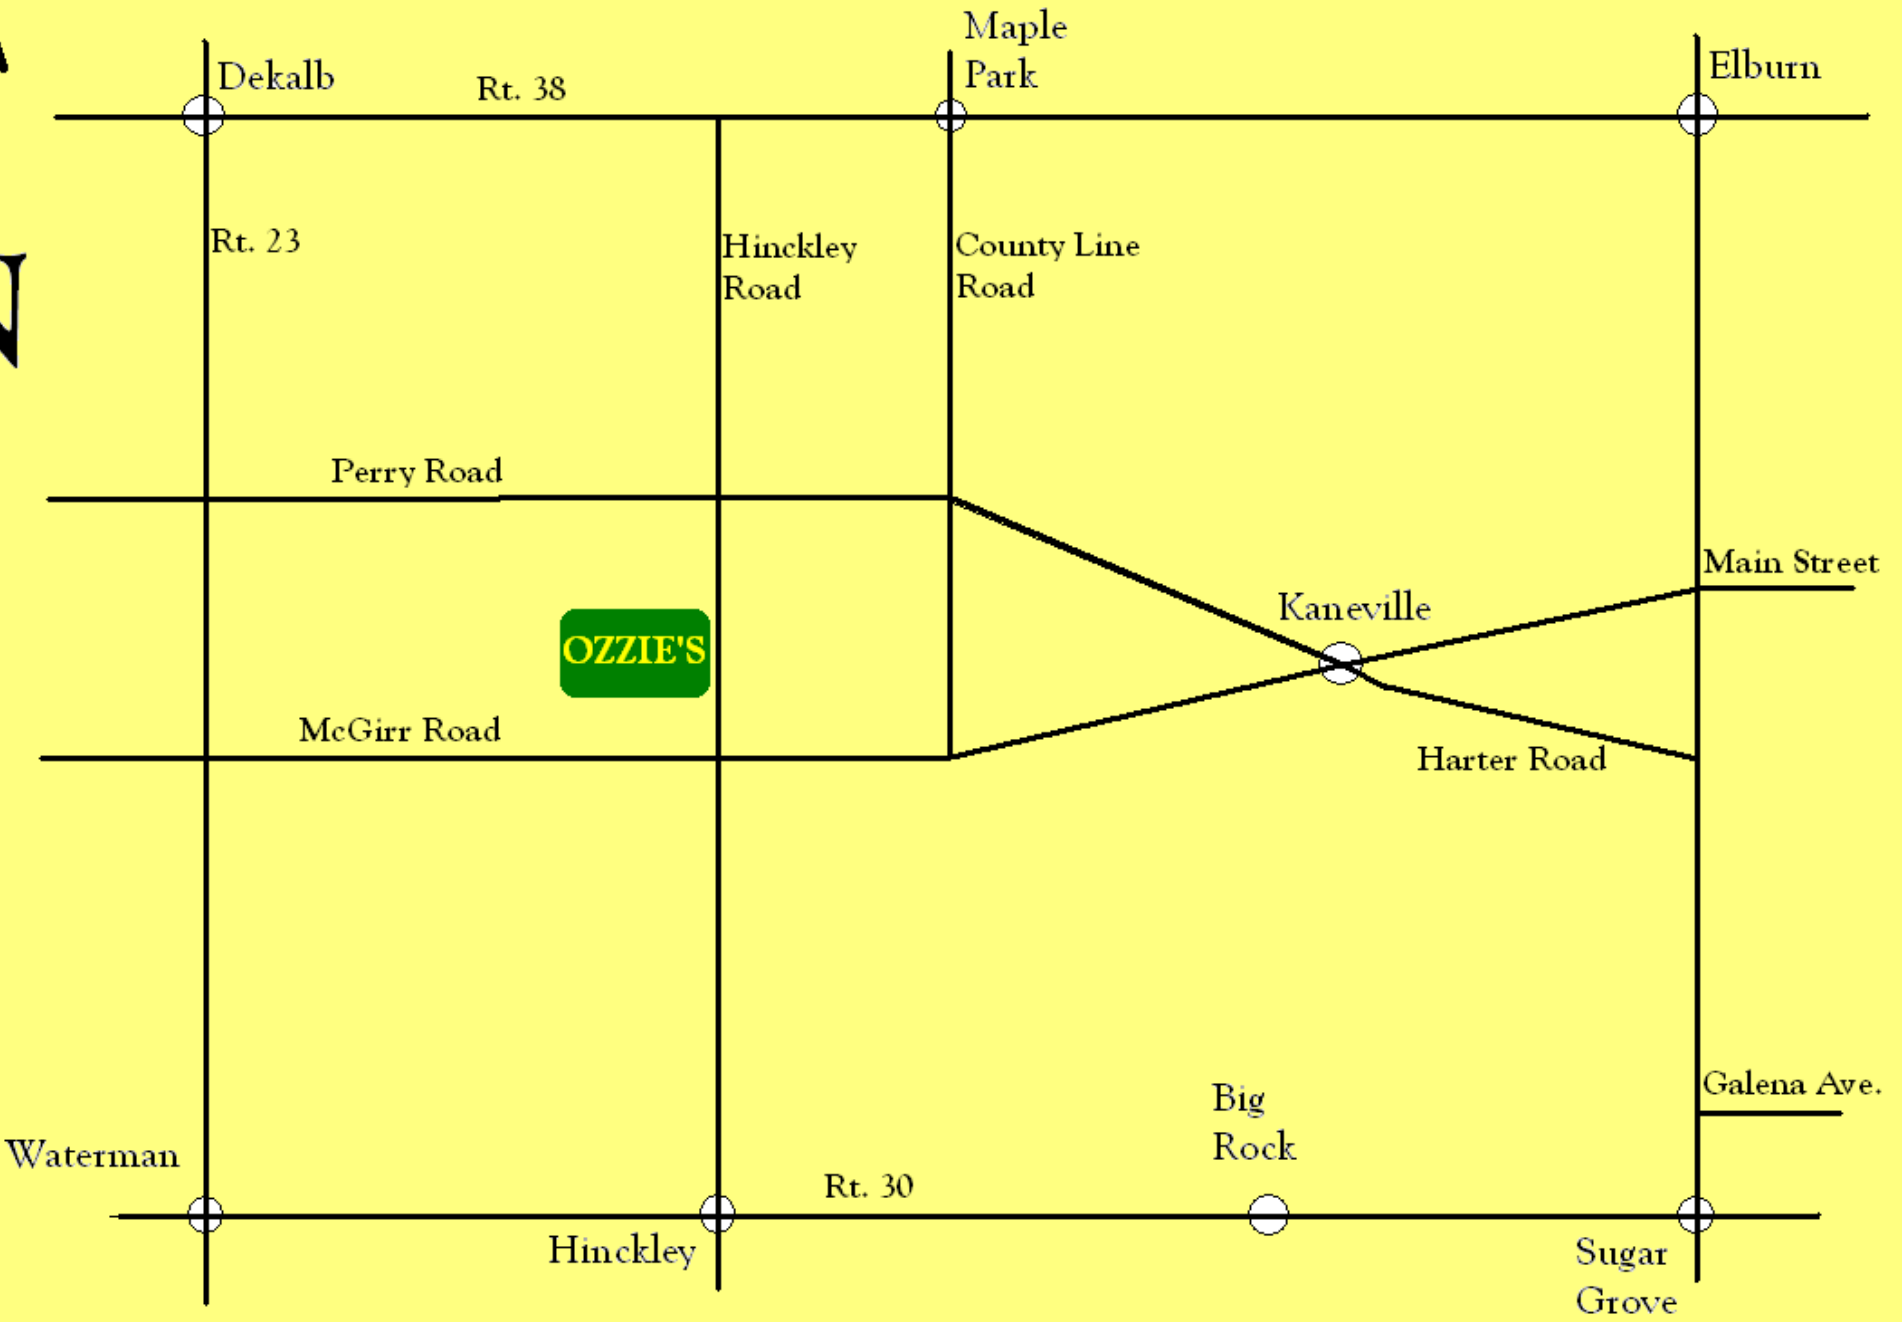 Maple
Park
Dekalb
Rt. 38
Elburn
Rt. 23
Hinckley
Road
County Line
Road
N
Perry Road
Main Street
Kaneville
OZZIE'S
McGirr Road
Harter Road
Galena Ave.
Big
Rock
Waterman
Rt. 30
Hinckley
Sugar
Grove